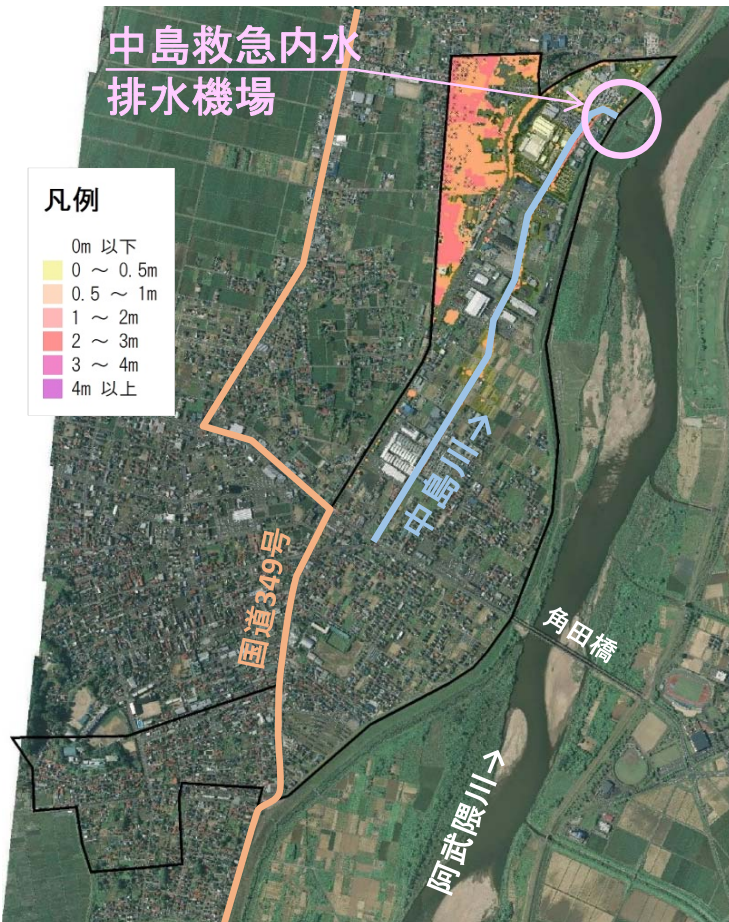 中島救急内水
排水機場
凡例
0m 以下
0 ～ 0.5m
0.5 ～ 1m
1 ～ 2m
2 ～ 3m
3 ～ 4m
4m 以上
中島川→
国道349号
角田橋
阿武隈川→